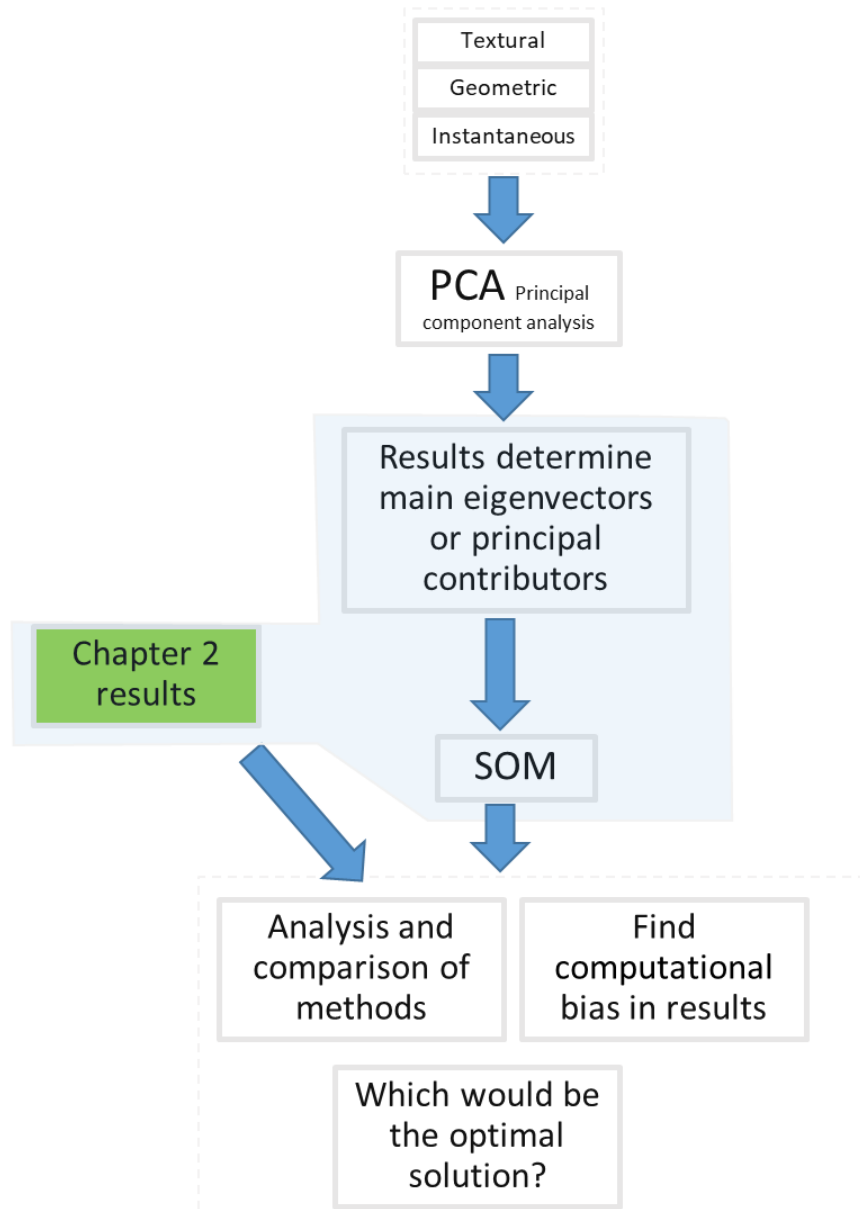 Textural
Geometric
Instantaneous
PCA Principal
component analysis
Results determine
main eigenvectors
or principal
contributors
Chapter 2
results
SOM
Analysis and
comparison of
methods
Find
computational
bias in results
Which would be
the optimal
solution?